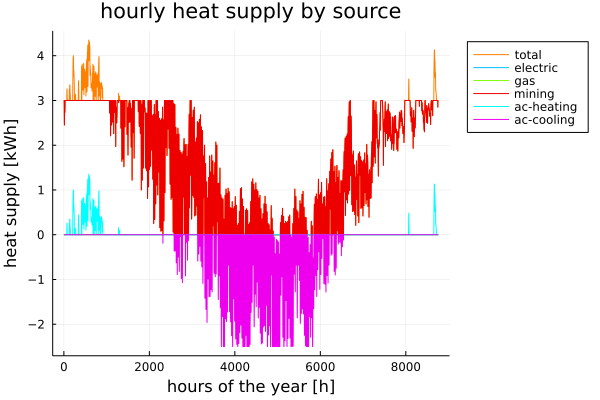 hourly heat supply by source
heat supply [kWh]
4
3
2
1
0
−1
−2
0 2000 4000 6000 8000
hours of the year [h]
total
electric
gas
mining
ac-heating
ac-cooling